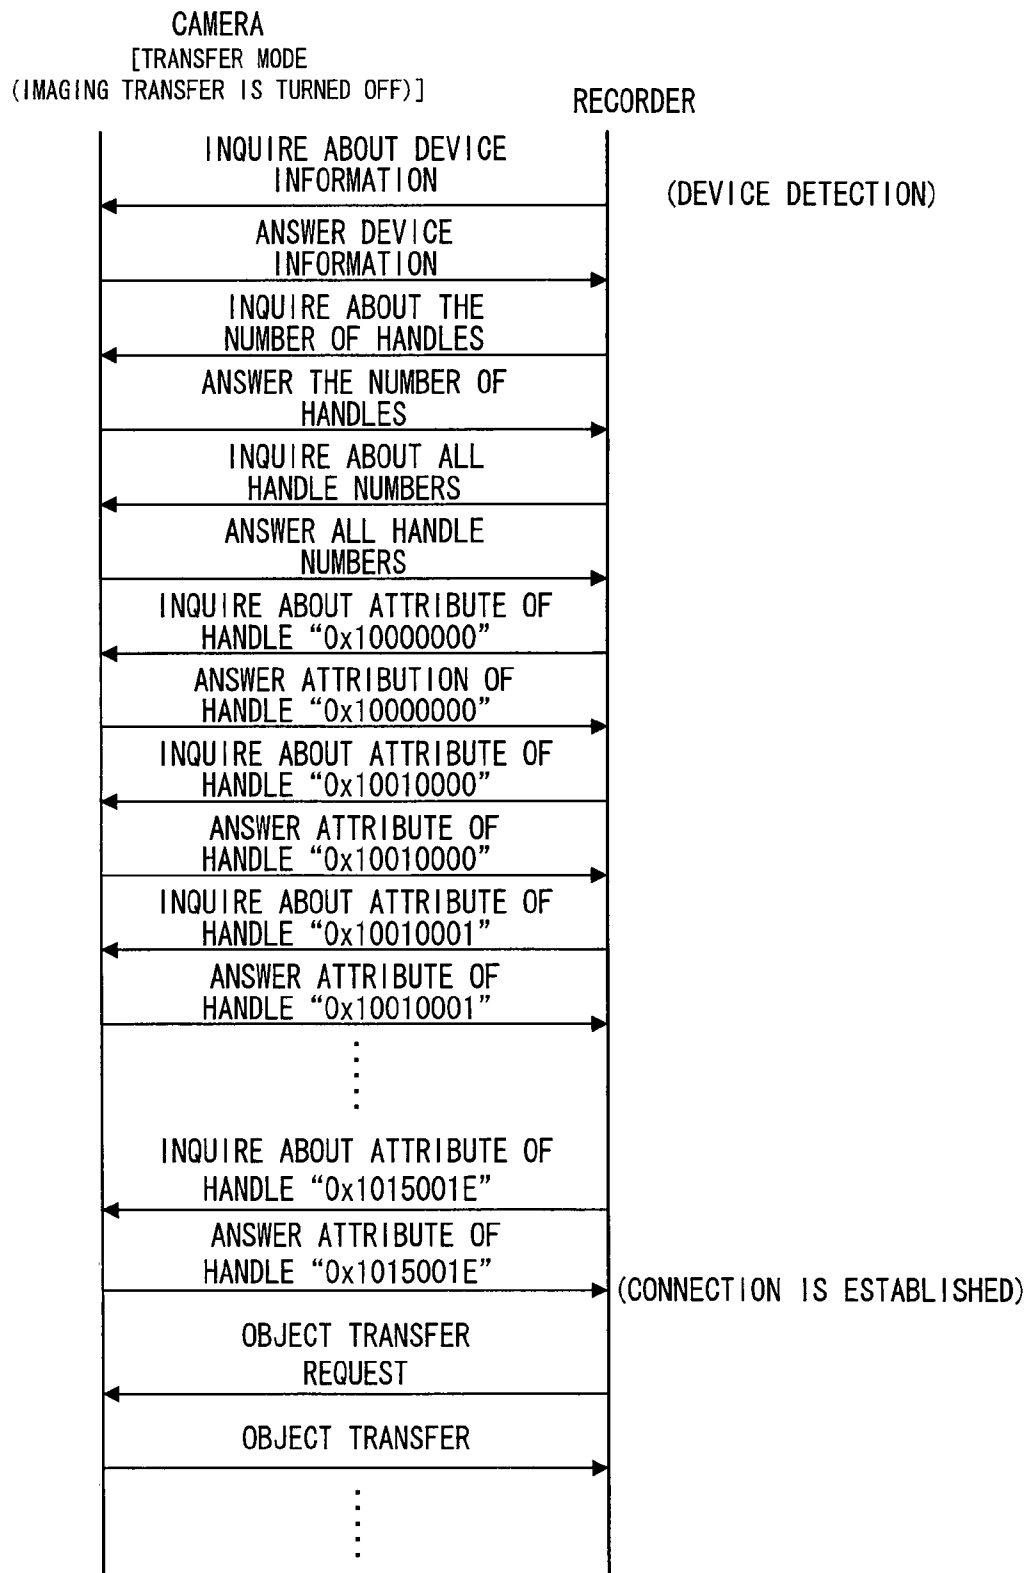 CAMERA
[TRANSFER MODE
(IMAGING TRANSFER IS TURNED OFF)]
RECORDER
INQUIRE ABOUT DEVICE
INFORMATION
(DEVICE DETECTION)
ANSWER DEVICE
INFORMATION
INQUIRE ABOUT THE
NUMBER OF HANDLES
ANSWER THE NUMBER OF
HANDLES
INQUIRE ABOUT ALL
HANDLE NUMBERS
ANSWER ALL HANDLE
NUMBERS
INQUIRE ABOUT ATTRIBUTE OF
HANDLE “0x10000000”
ANSWER ATTRIBUTION OF
HANDLE “0x10000000”
INQUIRE ABOUT ATTRIBUTE OF
HANDLE “0x10010000”
ANSWER ATTRIBUTE OF
HANDLE “0x10010000”
INQUIRE ABOUT ATTRIBUTE OF
HANDLE “0x10010001”
ANSWER ATTRIBUTE OF
HANDLE “0x10010001”
INQUIRE ABOUT ATTRIBUTE OF
HANDLE “0x1015001E”
ANSWER ATTRIBUTE OF
HANDLE “0x1015001E”
(CONNECTION IS ESTABLISHED)
OBJECT TRANSFER
REQUEST
OBJECT TRANSFER